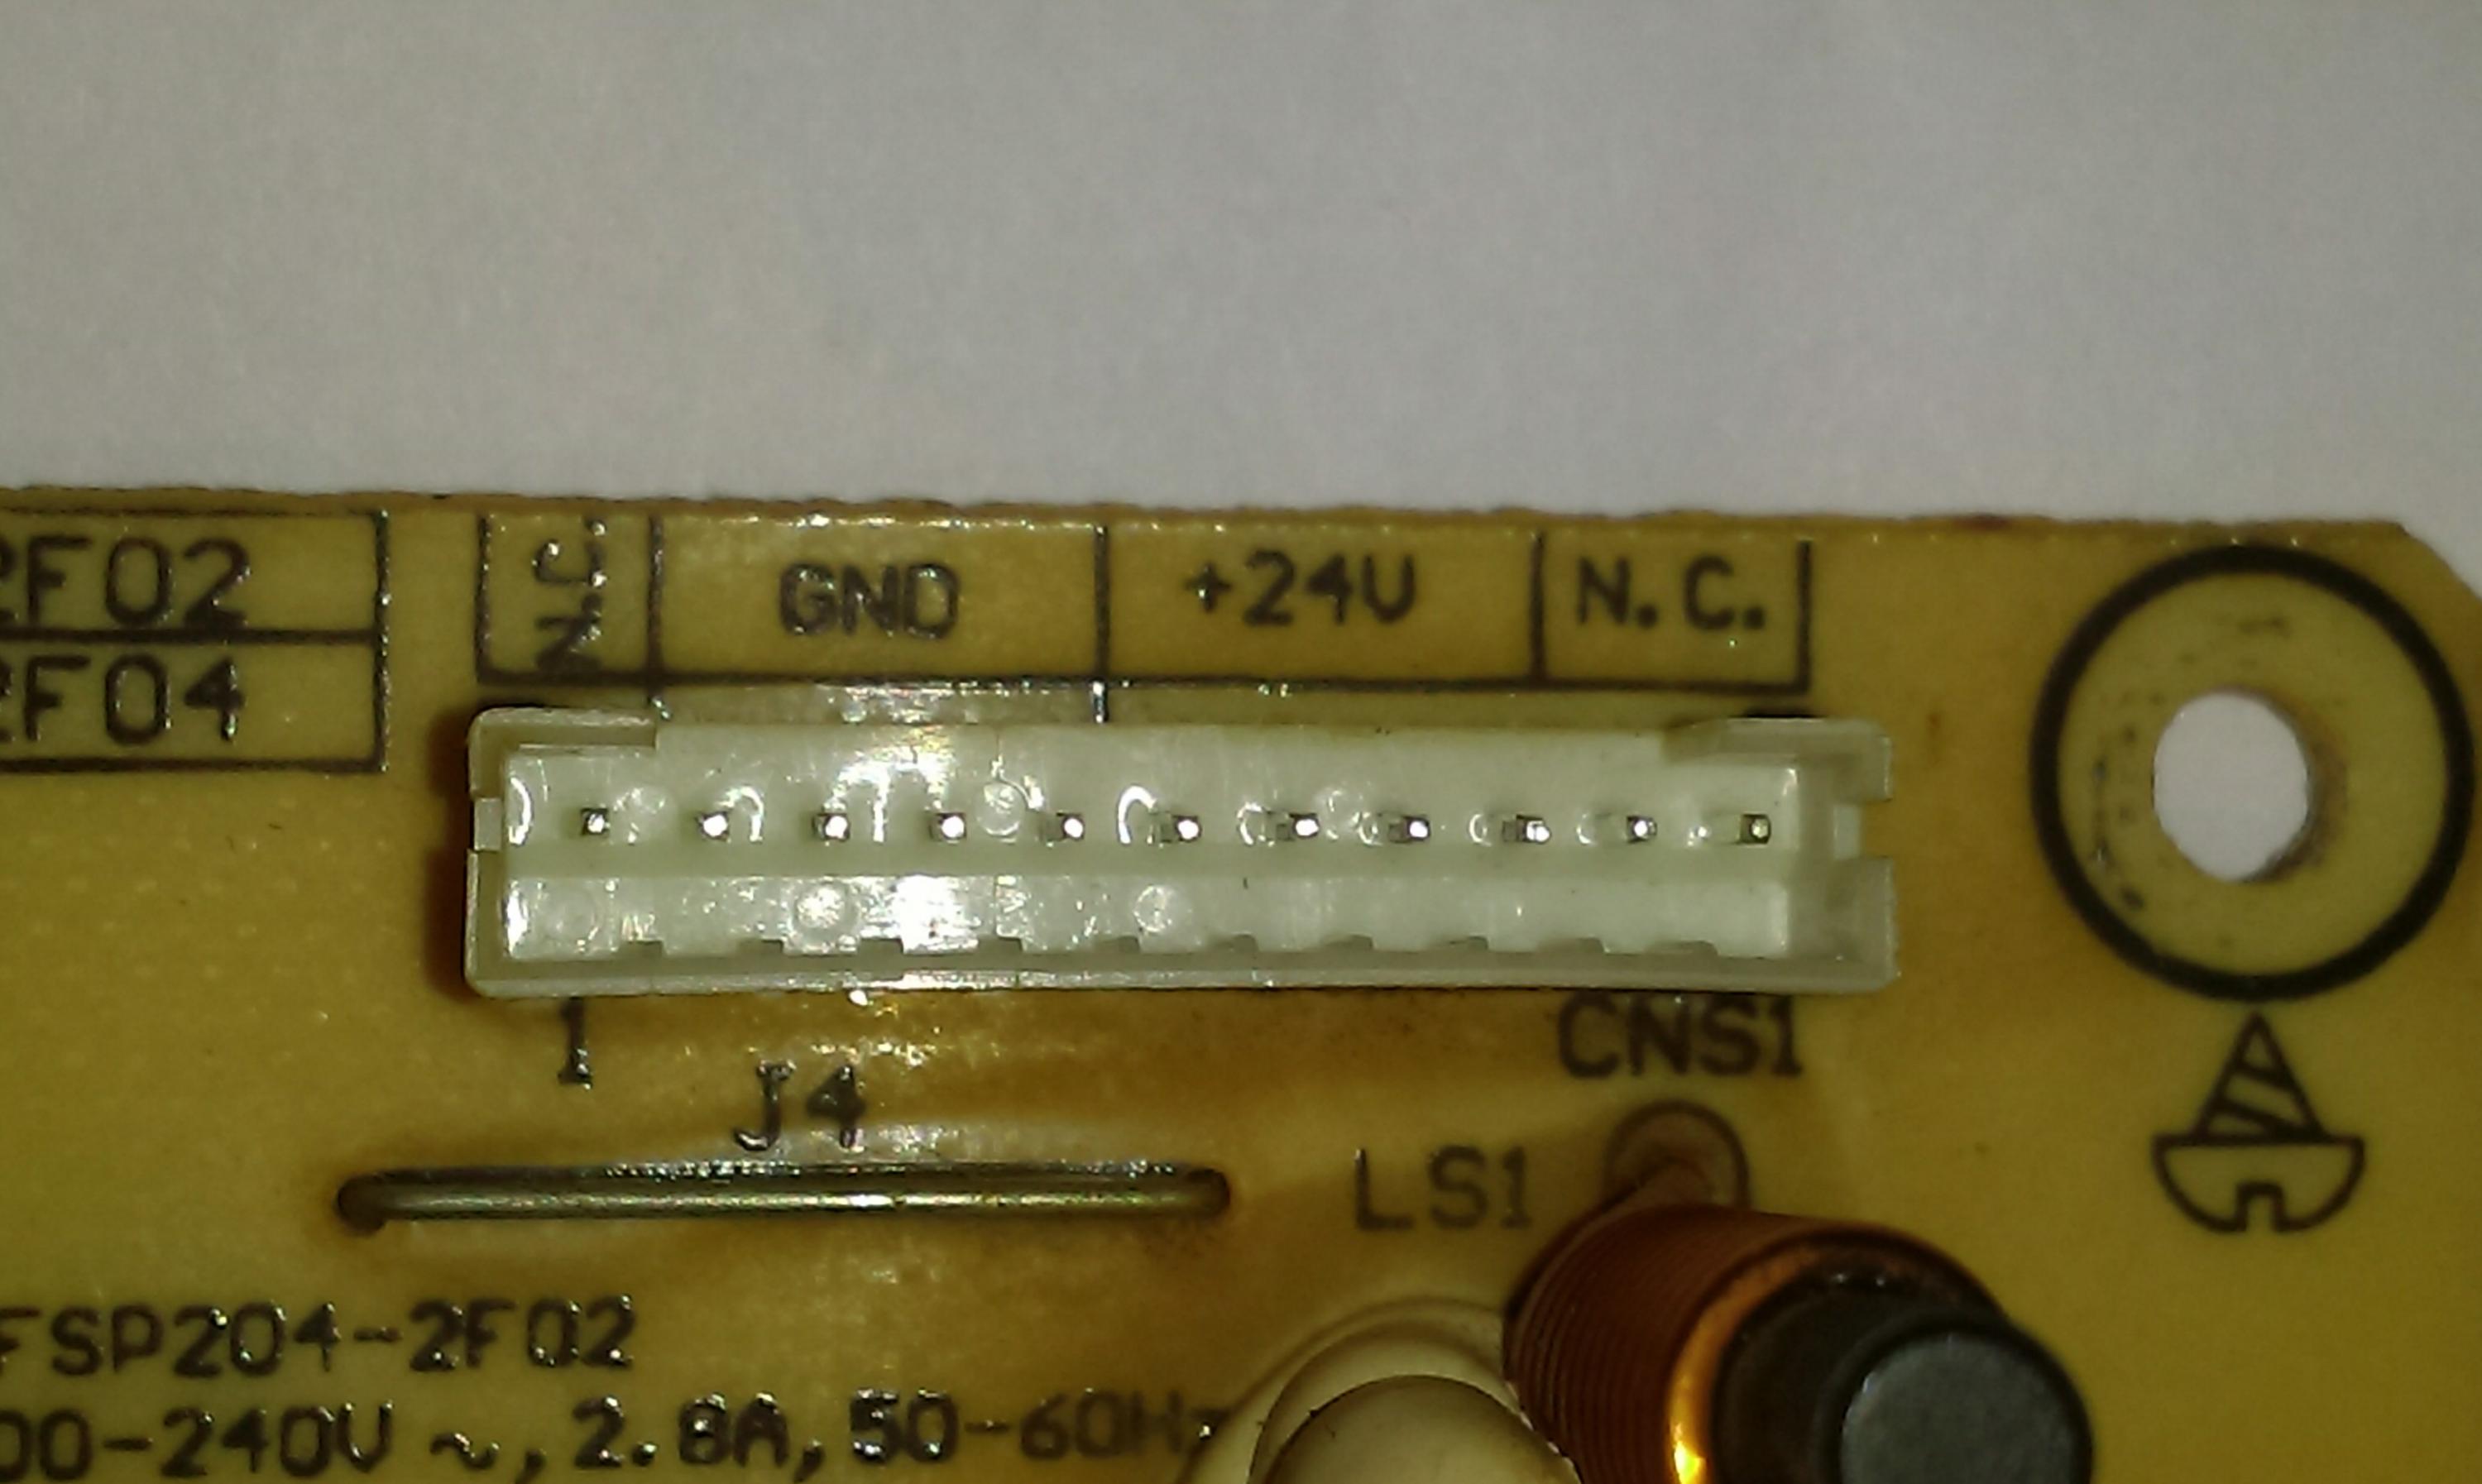 2F02
N.C. GND +24V N.C.
2F04
1
CNS1
J4
LS1
FSP204-2F02
00-240V ~, 2.8A, 50-60Hz